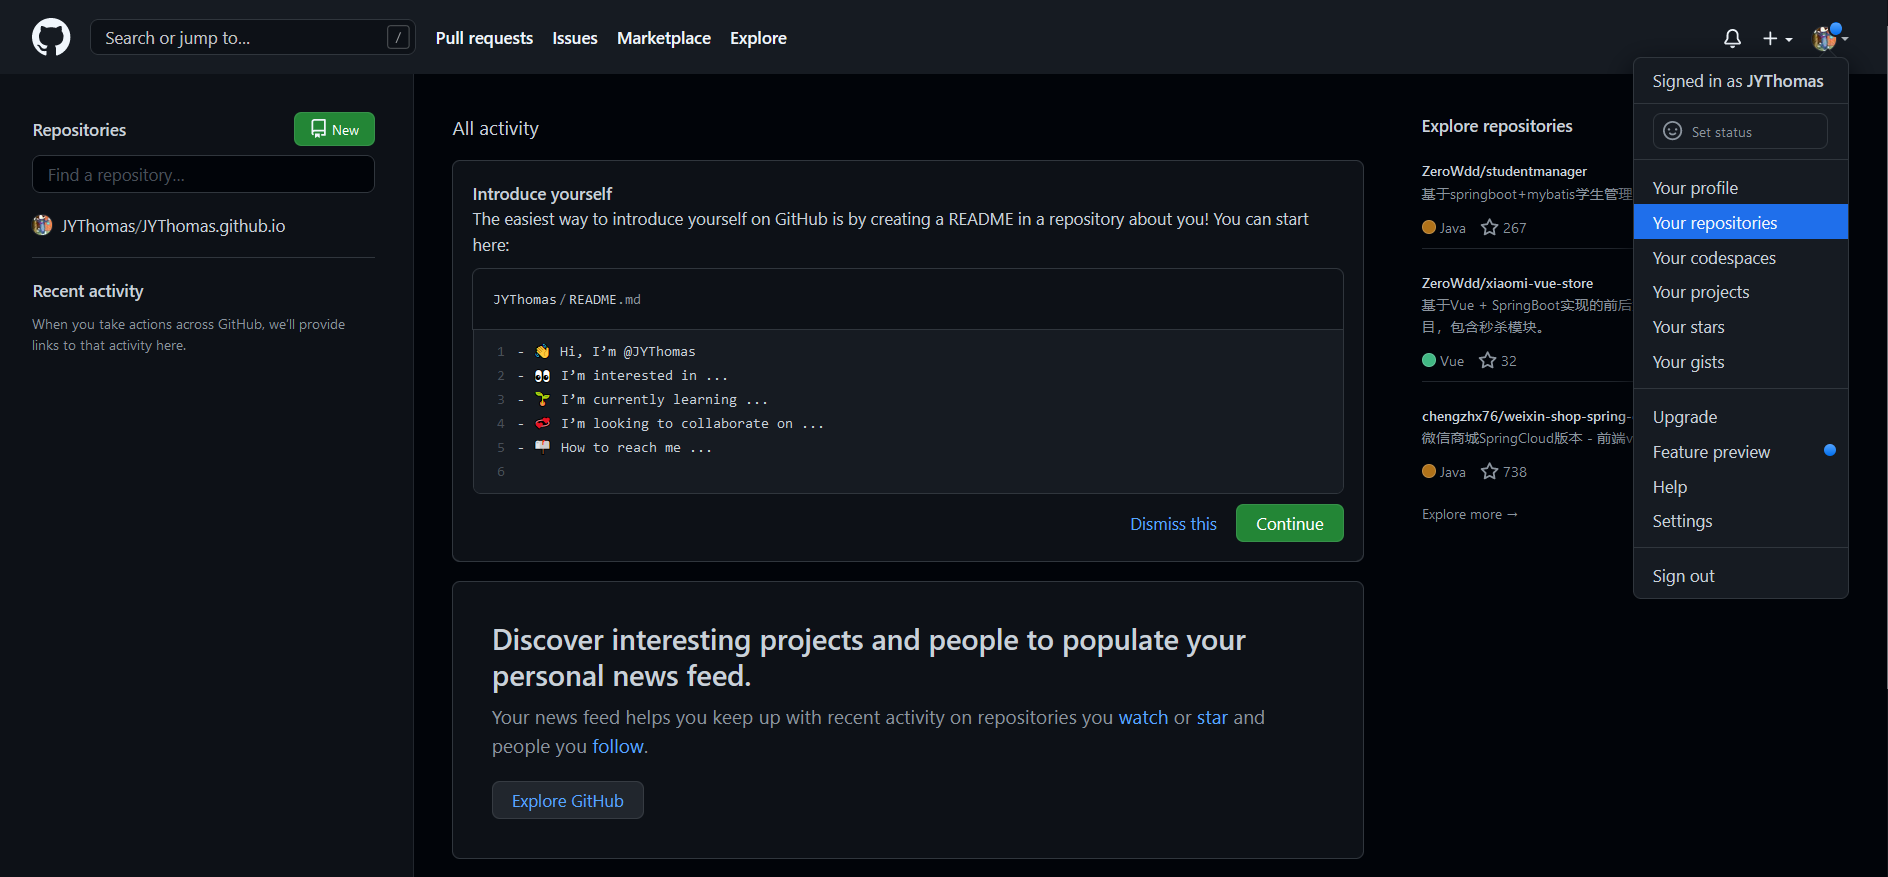 Search or jump to...
/
Pull requests
Issues
Marketplace
Explore
Repositories
New
Find a repository...
JYThomas/JYThomas.github.io
Recent activity
When you take actions across GitHub, we'll provide
links to that activity here.
All activity
Introduce yourself
The easiest way to introduce yourself on GitHub is by creating a README in a repository about you! You can start
here:
JYThomas / README.md
1 - 👋 Hi, I'm @JYThomas
2 - 👀 I'm interested in ...
3 - 🌱 I'm currently learning ...
4 - 💞️ I'm looking to collaborate on ...
5 - 📫 How to reach me ...
6
Dismiss this
Continue
Discover interesting projects and people to populate your
personal news feed.
Your news feed helps you keep up with recent activity on repositories you watch or star and
people you follow.
Explore GitHub
Explore repositories
ZeroWdd/studentmanager
基于springboot+mybatis学生管理
Java
267
ZeroWdd/xiaomi-vue-store
基于Vue + SpringBoot实现的前后
目，包含秒杀模块。
Vue
32
chengzhx76/weixin-shop-spring-
微信商城SpringCloud版本 - 前端v
Java
738
Explore more →
Signed in as JYThomas
Set status
Your profile
Your repositories
Your codespaces
Your projects
Your stars
Your gists
Upgrade
Feature preview
Help
Settings
Sign out